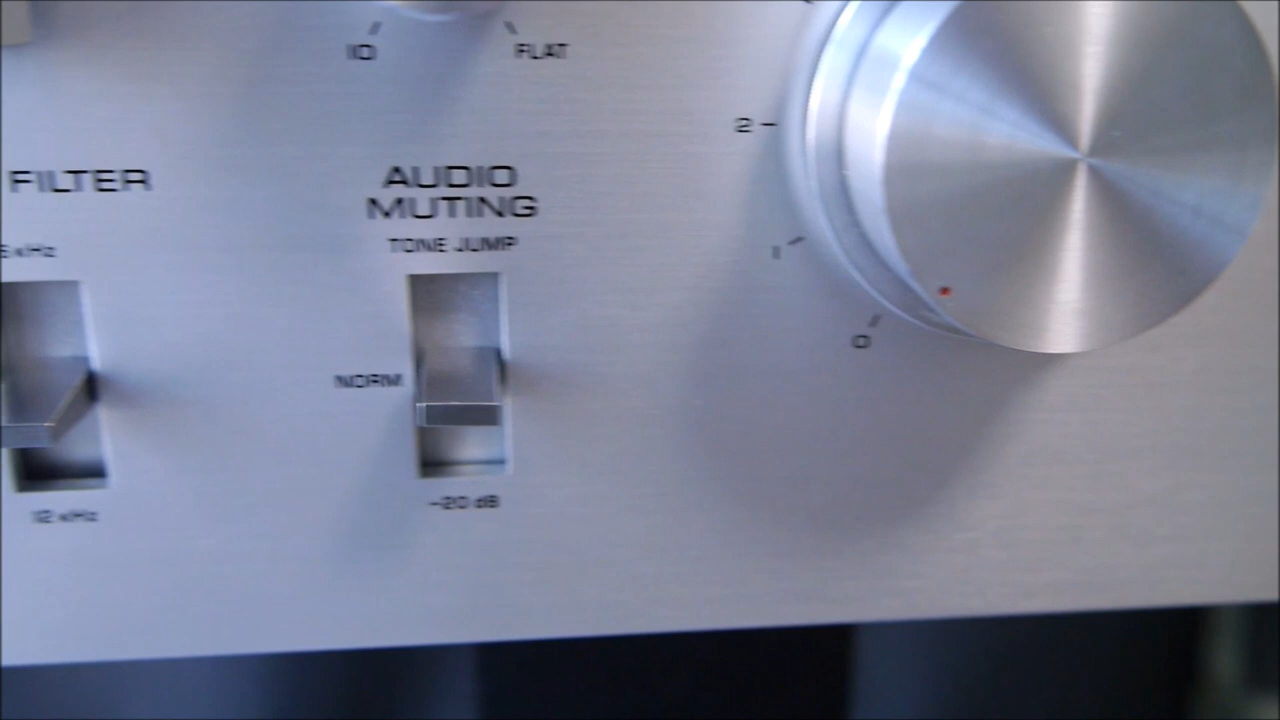 10
FLAT
2
FILTER
AUDIO
MUTING
TONE JUMP
1
0
NORM
-20 dB
12 kHz